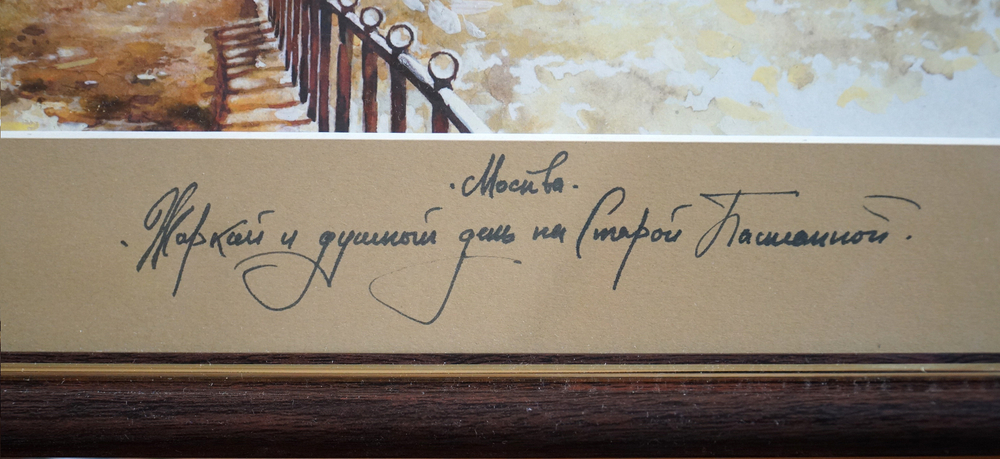 ·Москва.
. Жаркий и душный день на Старой Басманной.